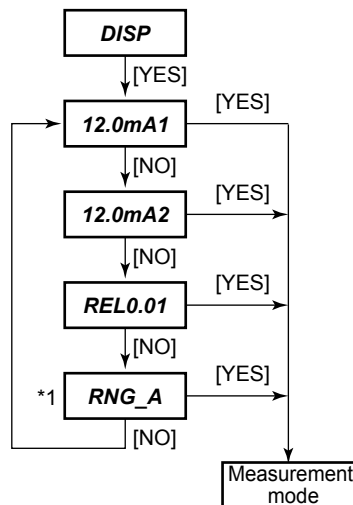 DISP
[YES]
12.0mA1
[YES]
[NO]
12.0mA2
[YES]
[NO]
REL0.01
[YES]
[NO]
*1
RNG_A
[YES]
[NO]
Measurement
mode